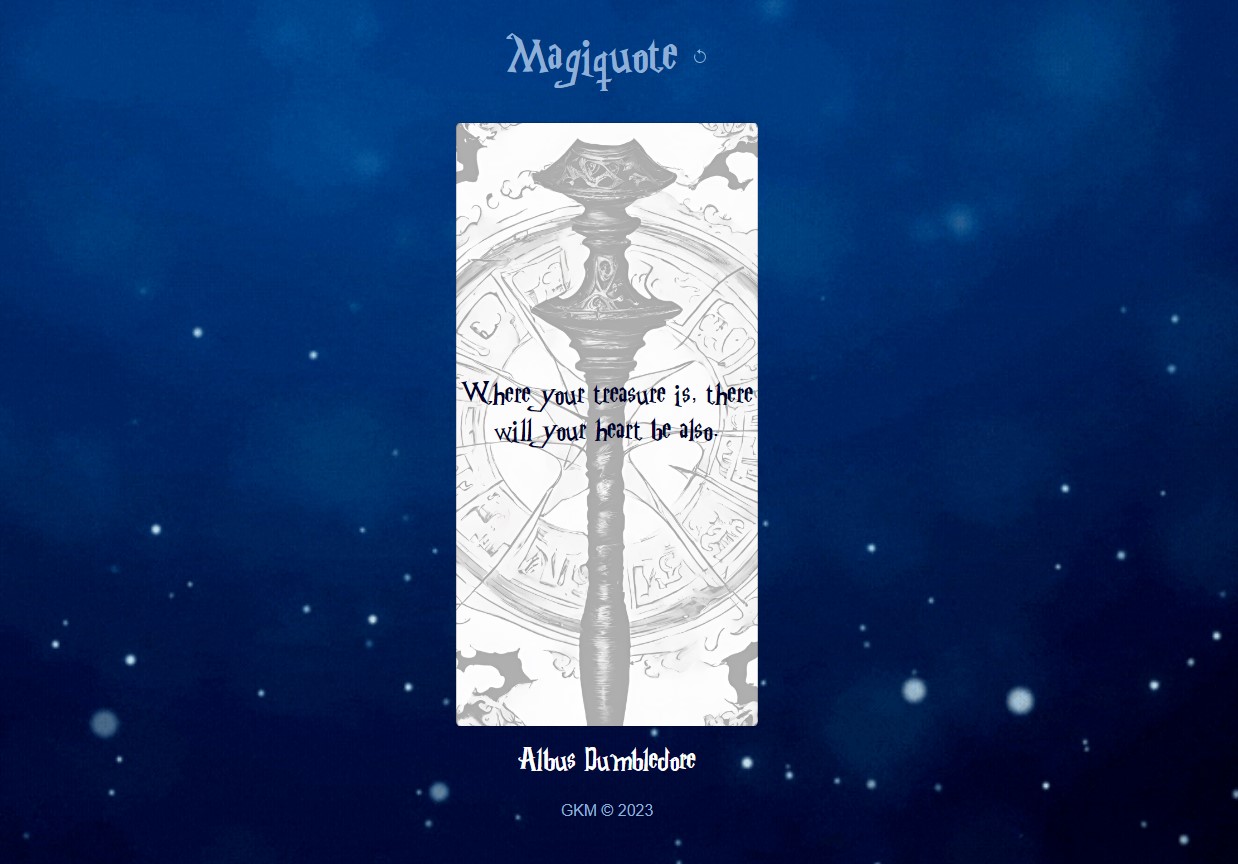 Magiquote
Where your treasure is, there
will your heart be also.
Albus Dumbledore
GKM © 2023